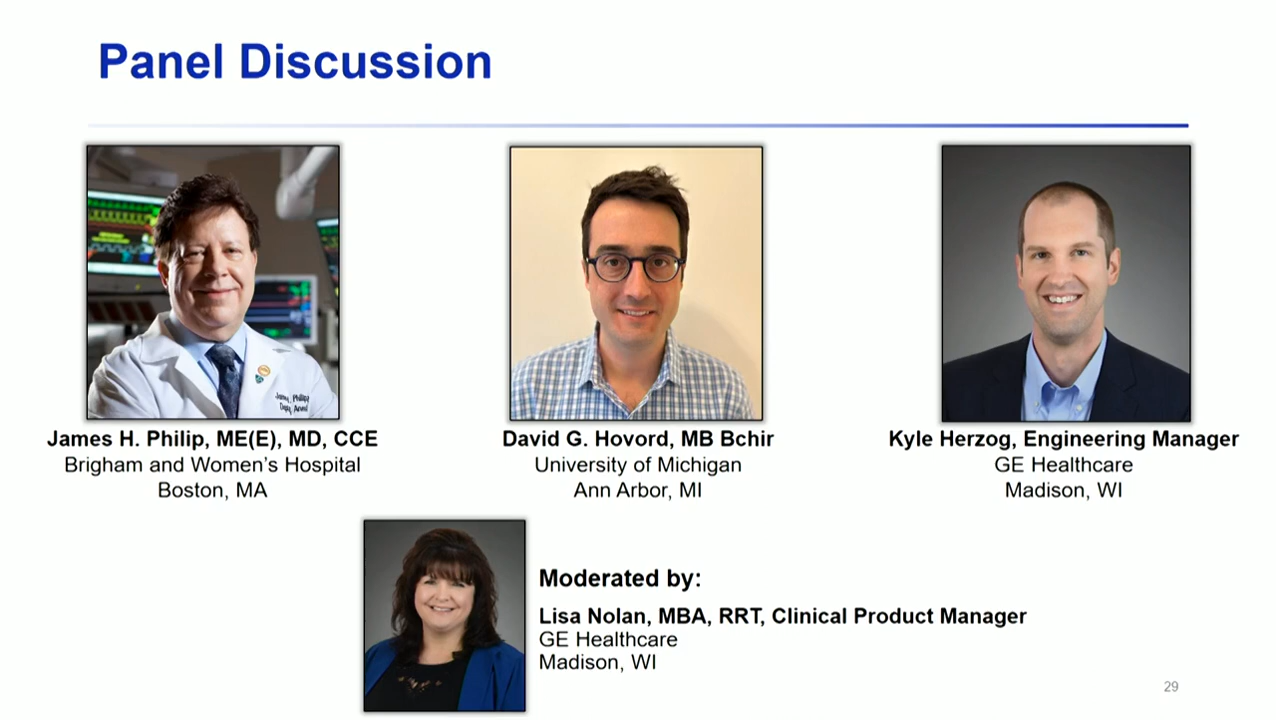 Panel Discussion
James H. Philip, ME(E), MD, CCE
Brigham and Women's Hospital
Boston, MA
David G. Hovord, MB Bchir
University of Michigan
Ann Arbor, MI
Kyle Herzog, Engineering Manager
GE Healthcare
Madison, WI
Moderated by:
Lisa Nolan, MBA, RRT, Clinical Product Manager
GE Healthcare
Madison, WI
29